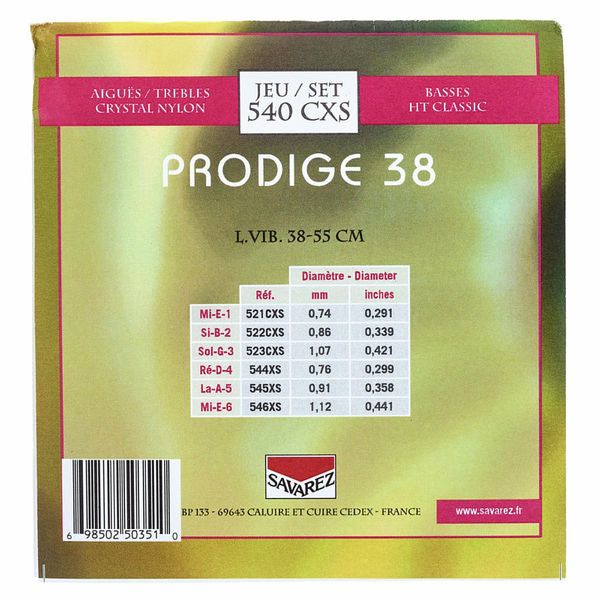 AIGUËS / TREBLES
CRYSTAL NYLON
JEU / SET
540 CXS
BASSES
HT CLASSIC
PRODIGE 38
L.VIB. 38-55 CM
Diamètre - Diameter
Réf. mm inches
Mi-E-1 521CXS 0,74 0,291
Si-B-2 522CXS 0,86 0,339
Sol-G-3 523CXS 1,07 0,421
Ré-D-4 544XS 0,76 0,299
La-A-5 545XS 0,91 0,358
Mi-E-6 546XS 1,12 0,441
SAVAREZ
BP 133 - 69643 CALUIRE ET CUIRE CEDEX - FRANCE
www.savarez.fr
6 98502 50351 0